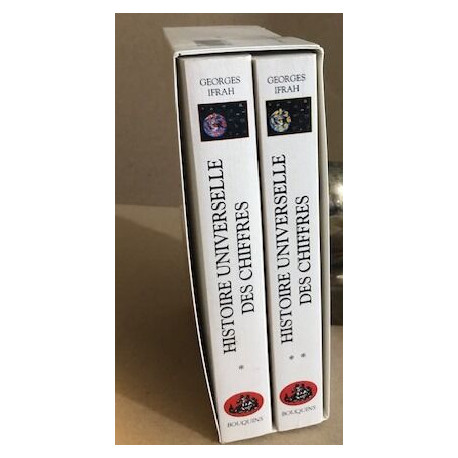 GEORGES
IFRAH
HISTOIRE UNIVERSELLE
DES CHIFFRES
*
BOUQUINS
GEORGES
IFRAH
HISTOIRE UNIVERSELLE
DES CHIFFRES
* *
BOUQUINS